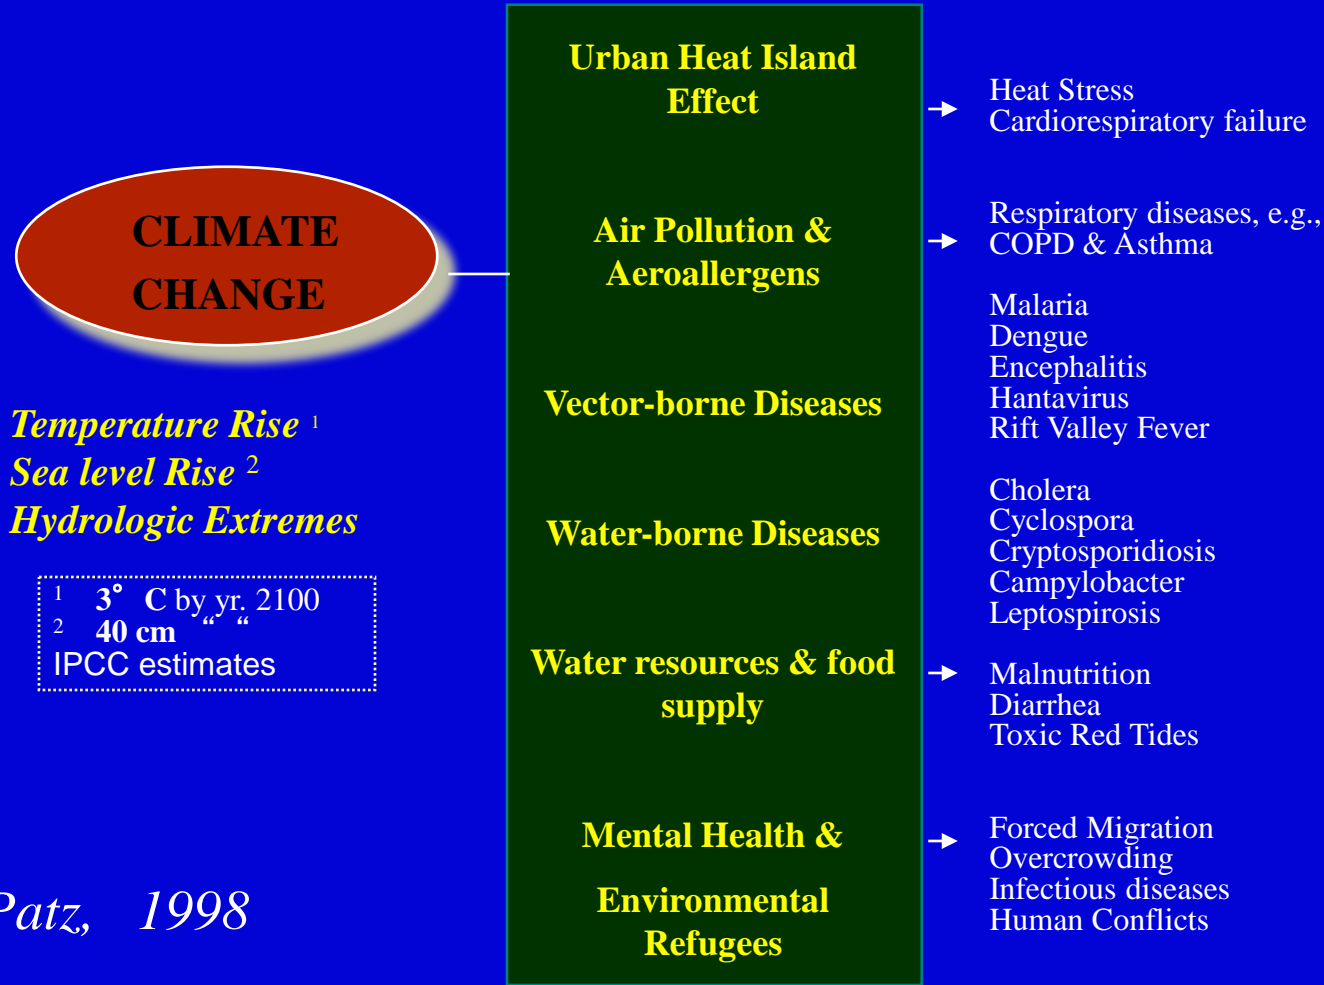 CLIMATE
CHANGE
Temperature Rise 1
Sea level Rise 2
Hydrologic Extremes
1 3° C by yr. 2100
2 40 cm “ “
IPCC estimates
Patz, 1998
Urban Heat Island
Effect
Air Pollution &
Aeroallergens
Vector-borne Diseases
Water-borne Diseases
Water resources & food
supply
Mental Health &
Environmental
Refugees
Heat Stress
Cardiorespiratory failure
Respiratory diseases, e.g.,
COPD & Asthma
Malaria
Dengue
Encephalitis
Hantavirus
Rift Valley Fever
Cholera
Cyclospora
Cryptosporidiosis
Campylobacter
Leptospirosis
Malnutrition
Diarrhea
Toxic Red Tides
Forced Migration
Overcrowding
Infectious diseases
Human Conflicts